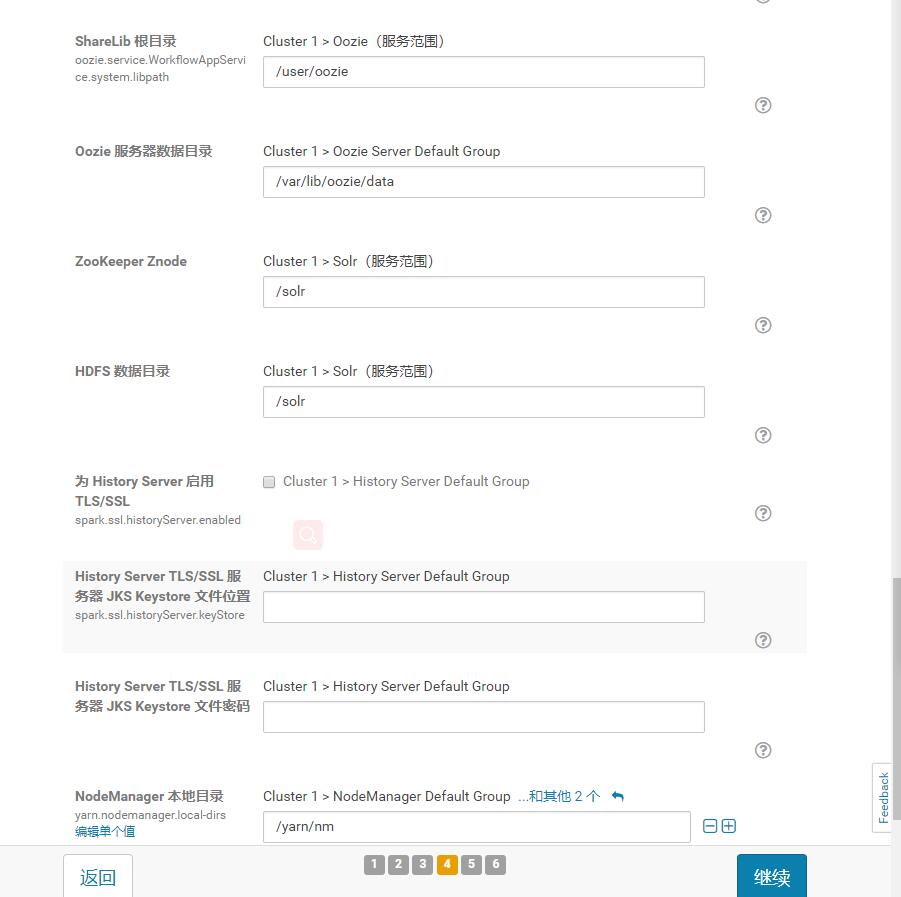 ShareLib 根目录
Cluster 1 > Oozie（服务范围）
oozie.service.WorkflowAppServi
ce.system.libpath
/user/oozie
Oozie 服务器数据目录
Cluster 1 > Oozie Server Default Group
/var/lib/oozie/data
ZooKeeper Znode
Cluster 1 > Solr（服务范围）
/solr
HDFS 数据目录
Cluster 1 > Solr（服务范围）
/solr
为 History Server 启用
TLS/SSL
spark.ssl.historyServer.enabled
Cluster 1 > History Server Default Group
History Server TLS/SSL 服
务器 JKS Keystore 文件位置
spark.ssl.historyServer.keyStore
Cluster 1 > History Server Default Group
History Server TLS/SSL 服
务器 JKS Keystore 文件密码
Cluster 1 > History Server Default Group
NodeManager 本地目录
yarn.nodemanager.local-dirs
编辑单个值
Cluster 1 > NodeManager Default Group ...和其他 2 个
/yarn/nm
Feedback
返回
1 2 3 4 5 6
继续